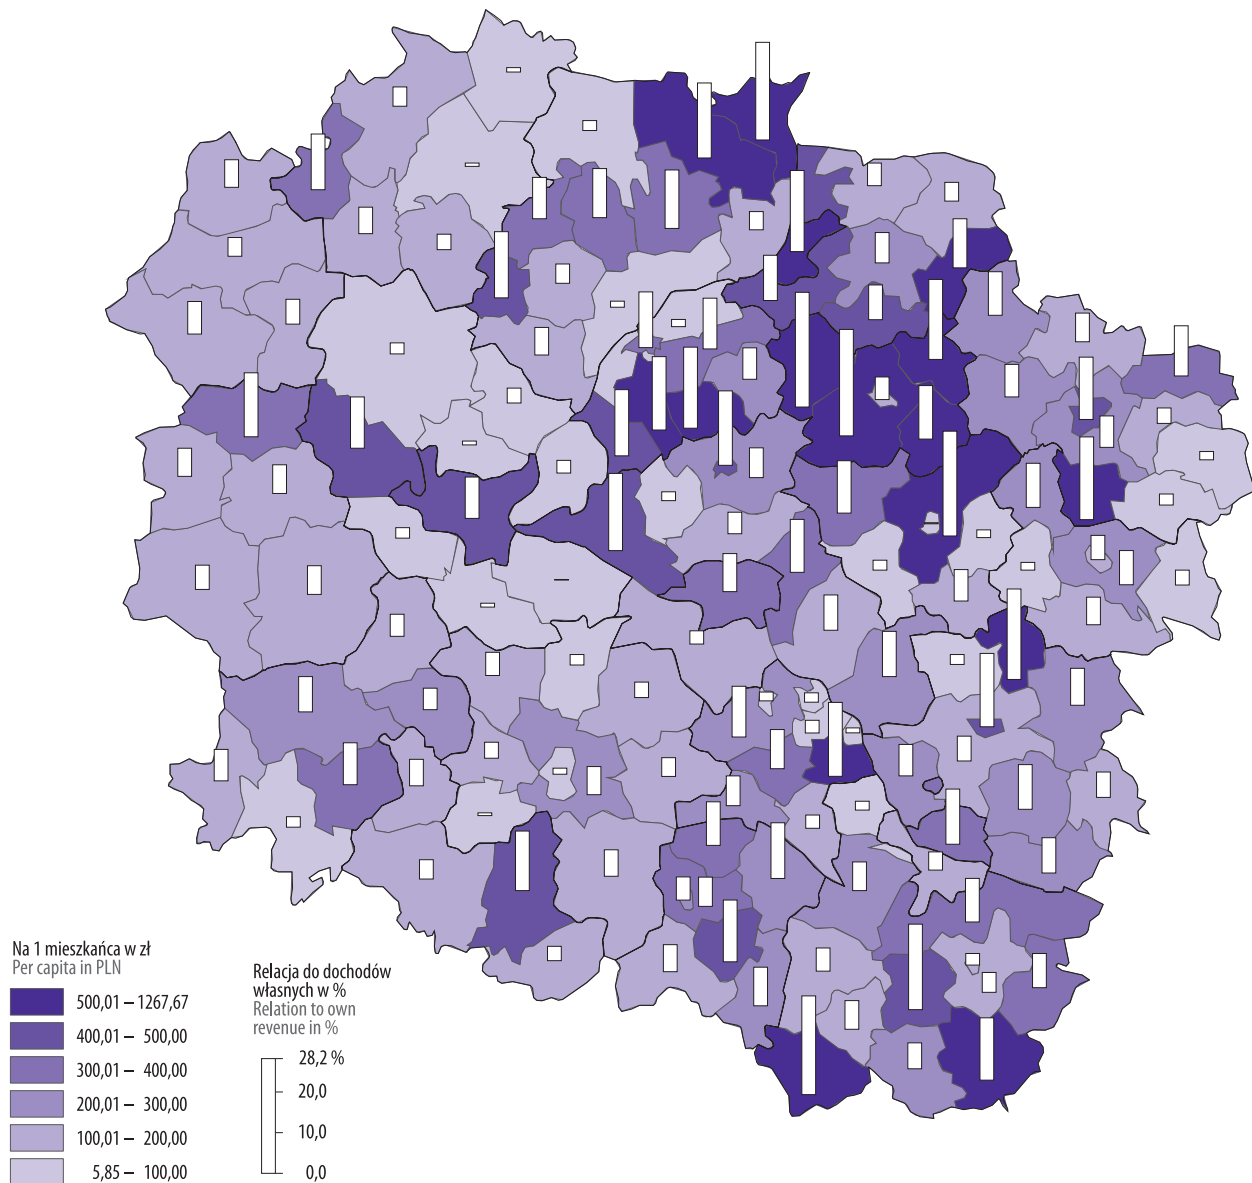 Na 1 mieszkańca w zł
Per capita in PLN
500,01 – 1267,67
400,01 – 500,00
300,01 – 400,00
200,01 – 300,00
100,01 – 200,00
5,85 – 100,00
Relacja do dochodów
własnych w %
Relation to own
revenue in %
28,2 %
20,0
10,0
0,0